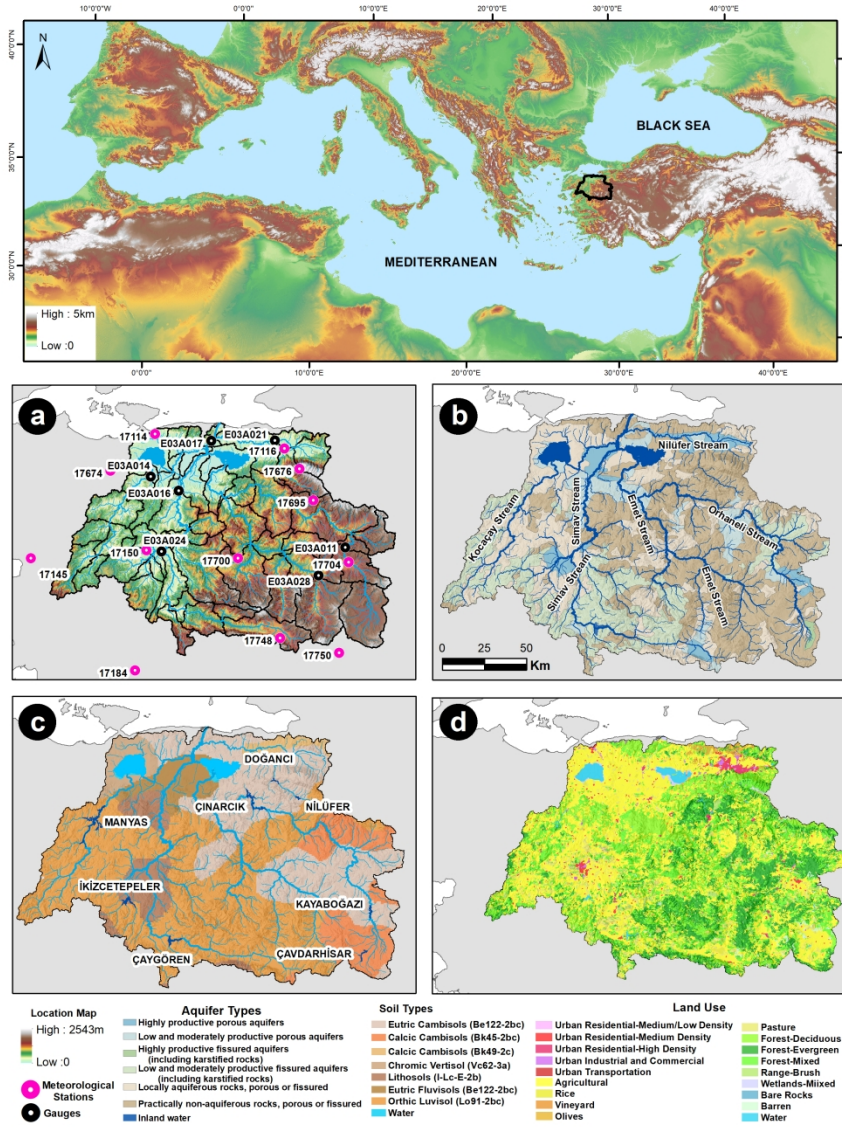 10°0'0"W
0°0'0"
10°0'0"E
20°0'0"E
30°0'0"E
40°0'0"E
N
40°0'0"N
35°0'0"N
30°0'0"N
BLACK SEA
MEDITERRANEAN
High : 5km
Low :0
0°0'0"
10°0'0"E
20°0'0"E
30°0'0"E
40°0'0"E
a
17114
E03A017
E03A021
17116
17674
E03A014
17676
E03A016
17695
E03A024
17150
17145
17700
E03A011
17704
E03A028
17748
17750
17184
b
Nilüfer Stream
Kocaçay Stream
Simav Stream
Emet Stream
Orhaneli Stream
Simav Stream
Emet Stream
0 25 50
Km
c
DOĞANCI
ÇINARCIK
NİLÜFER
MANYAS
İKİZCETEPELER
KAYABOĞAZI
ÇAYGÖREN
ÇAVDARHİSAR
d
Location Map
High : 2543m
Low :0
Meteorological
Stations
Gauges
Aquifer Types
Highly productive porous aquifers
Low and moderately productive porous aquifers
Highly productive fissured aquifers
(including karstified rocks)
Low and moderately productive fissured aquifers
(including karstified rocks)
Locally aquiferous rocks, porous or fissured
Practically non-aquiferous rocks, porous or fissured
Inland water
Soil Types
Eutric Cambisols (Be122-2bc)
Calcic Cambisols (Bk45-2bc)
Calcic Cambisols (Bk49-2c)
Chromic Vertisol (Vc62-3a)
Lithosols (I-Lc-E-2b)
Eutric Fluvisols (Be122-2bc)
Orthic Luvisol (Lo91-2bc)
Water
Land Use
Urban Residential-Medium/Low Density
Urban Residential-Medium Density
Urban Residential-High Density
Urban Industrial and Commercial
Urban Transportation
Agricultural
Rice
Vineyard
Olives
Pasture
Forest-Deciduous
Forest-Evergreen
Forest-Mixed
Range-Brush
Wetlands-Miixed
Bare Rocks
Barren
Water